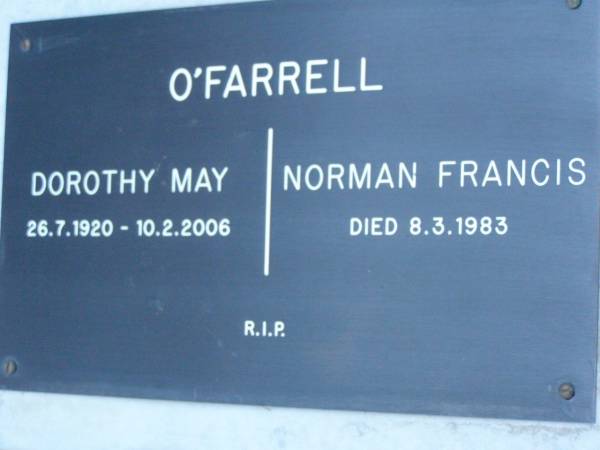 O'FARRELL
DOROTHY MAY
26.7.1920 - 10.2.2006
NORMAN FRANCIS
DIED 8.3.1983
R.I.P.